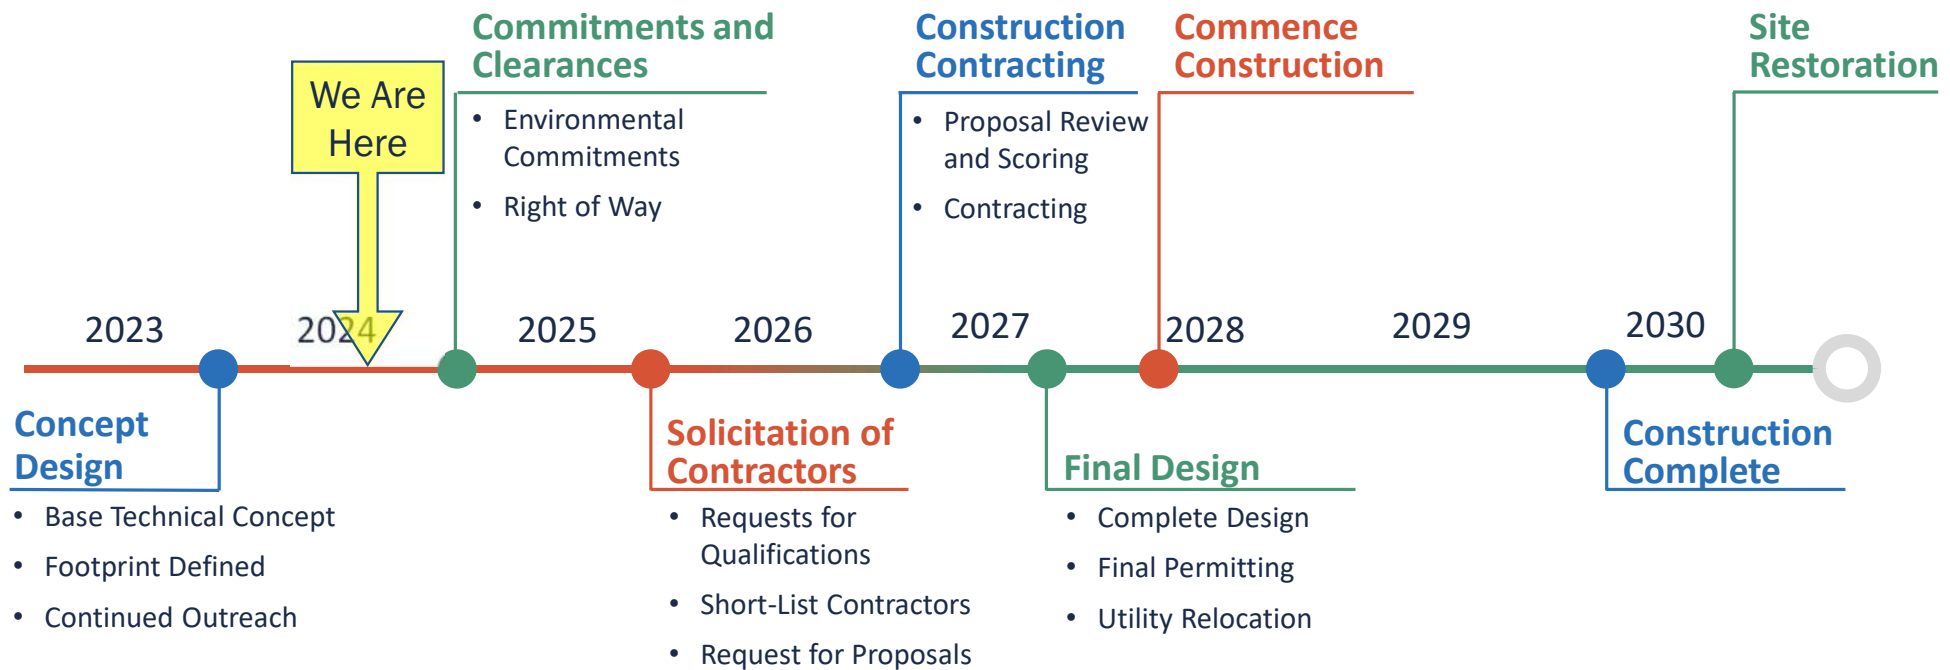 Commitments and
Clearances
• Environmental
Commitments
• Right of Way
Construction
Contracting
• Proposal Review
and Scoring
• Contracting
Commence
Construction
Site
Restoration
We Are
Here
2023
2024
2025
2026
2027
2028
2029
2030
Concept
Design
• Base Technical Concept
• Footprint Defined
• Continued Outreach
Solicitation of
Contractors
• Requests for
Qualifications
• Short-List Contractors
• Request for Proposals
Final Design
• Complete Design
• Final Permitting
• Utility Relocation
Construction
Complete